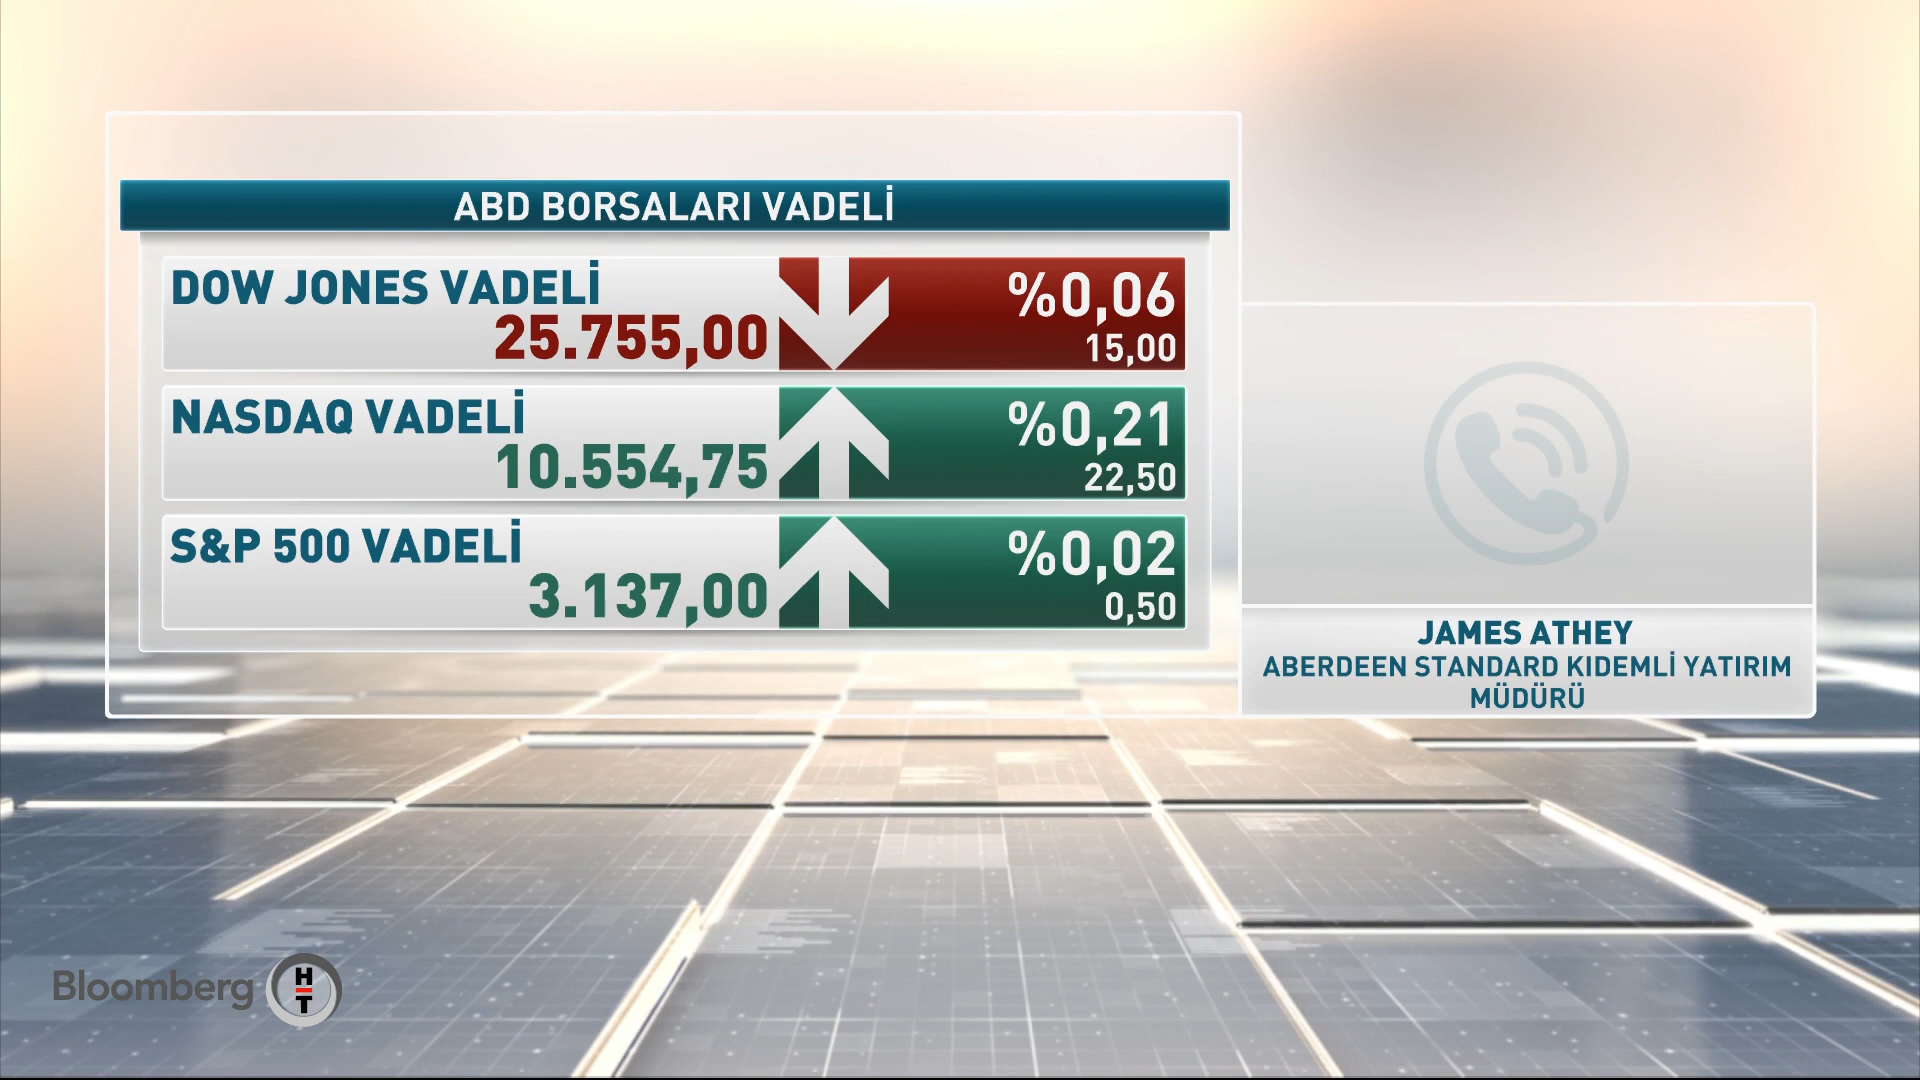 ABD BORSALARI VADELİ
DOW JONES VADELİ
25.755,00
%0,06
15,00
NASDAQ VADELİ
10.554,75
%0,21
22,50
S&P 500 VADELİ
3.137,00
%0,02
0,50
JAMES ATHEY
ABERDEEN STANDARD KIDEMLİ YATIRIM
MÜDÜRÜ
Bloomberg HT